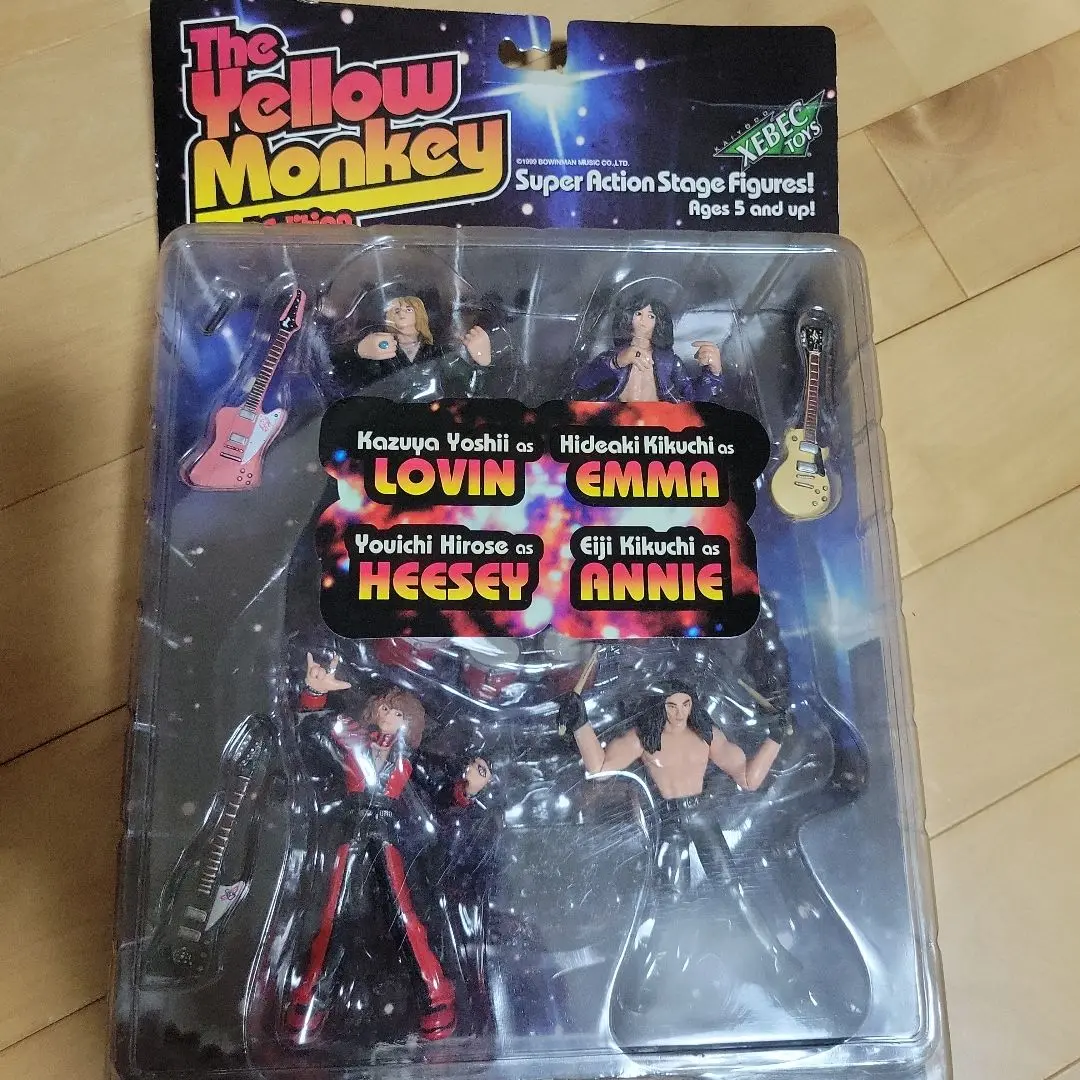 The
Yellow
Monkey
©1999 BOWINMAN MUSIC CO.,LTD.
Super Action Stage Figures!
Ages 5 and up!
KAIYODO
XEBEC
TOYS
Kazuya Yoshii as
LOVIN
Hideaki Kikuchi as
EMMA
Youichi Hirose as
HEESEY
Eiji Kikuchi as
ANNIE